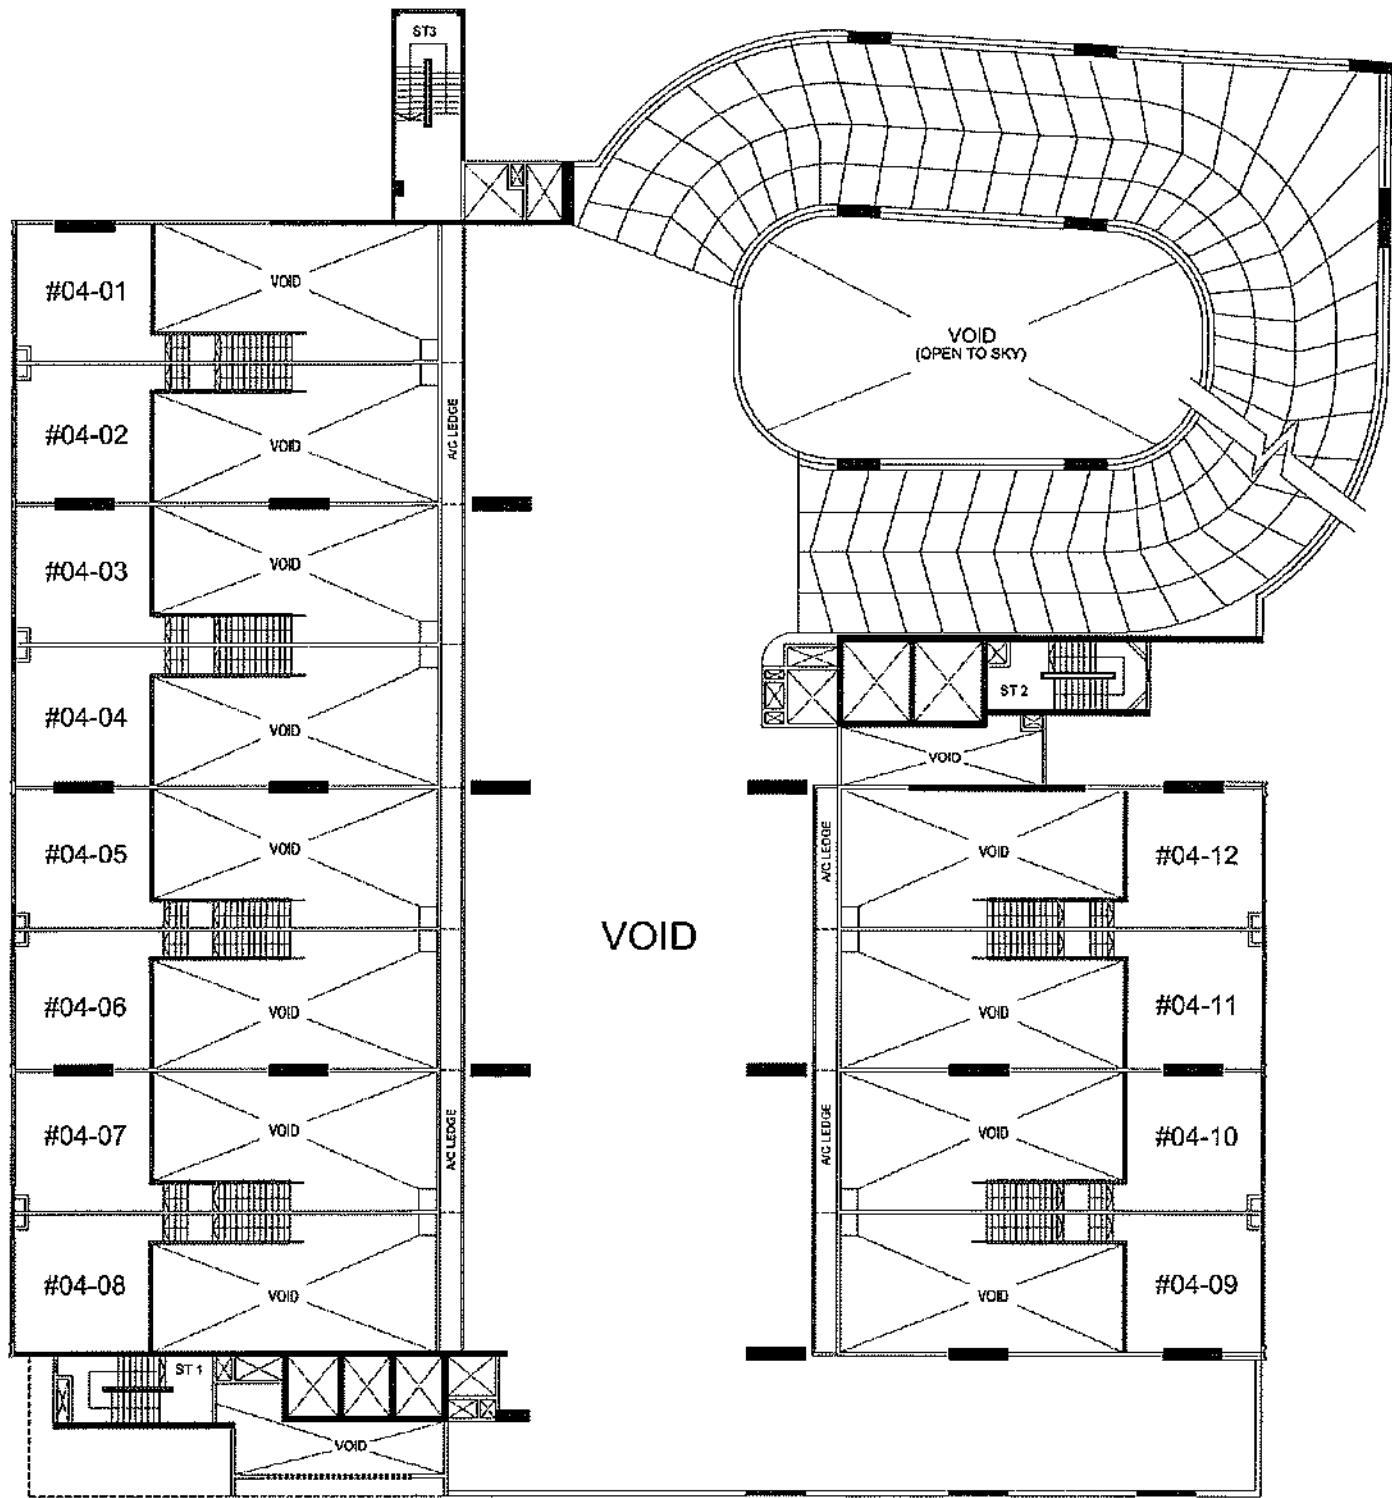 ST3
#04-01
VOID
VOID
(OPEN TO SKY)
#04-02
VOID
A/C LEDGE
#04-03
VOID
#04-04
VOID
ST 2
VOID
#04-05
VOID
A/C LEDGE
VOID
#04-12
VOID
#04-06
VOID
VOID
#04-11
#04-07
VOID
A/C LEDGE
A/C LEDGE
VOID
#04-10
#04-08
VOID
VOID
#04-09
ST 1
VOID